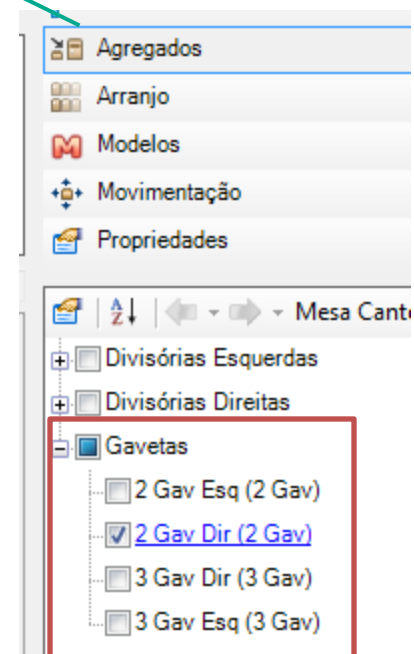 Agregados
Arranjo
Modelos
Movimentação
Propriedades
Mesa Cant
Divisórias Esquerdas
Divisórias Direitas
Gavetas
2 Gav Esq (2 Gav)
2 Gav Dir (2 Gav)
3 Gav Dir (3 Gav)
3 Gav Esq (3 Gav)